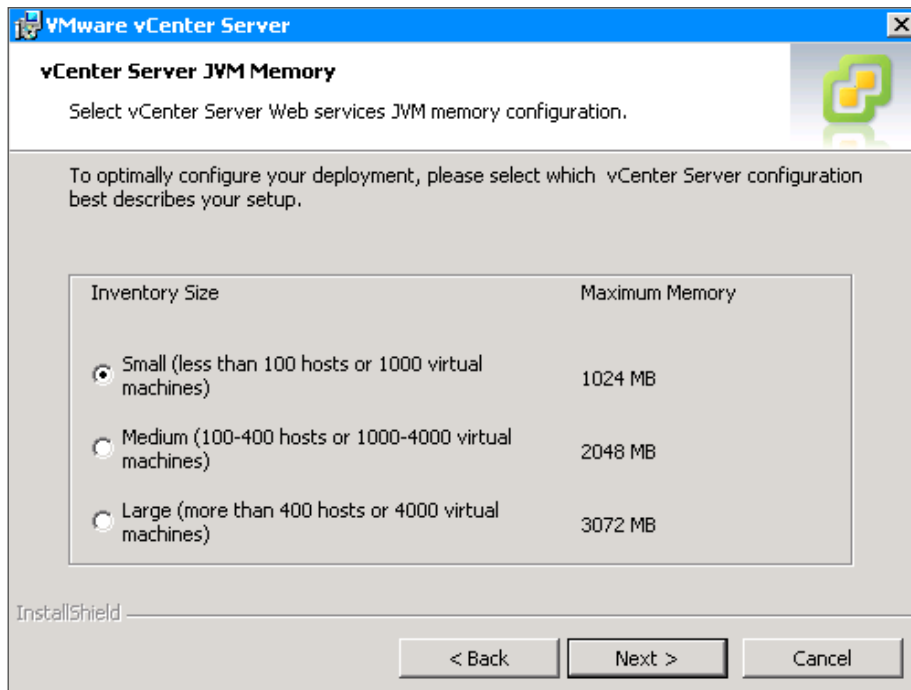 VMware vCenter Server
vCenter Server JVM Memory
Select vCenter Server Web services JVM memory configuration.
To optimally configure your deployment, please select which vCenter Server configuration
best describes your setup.
Inventory Size Maximum Memory
Small (less than 100 hosts or 1000 virtual
machines)
1024 MB
Medium (100-400 hosts or 1000-4000 virtual
machines)
2048 MB
Large (more than 400 hosts or 4000 virtual
machines)
3072 MB
InstallShield
< Back Next > Cancel